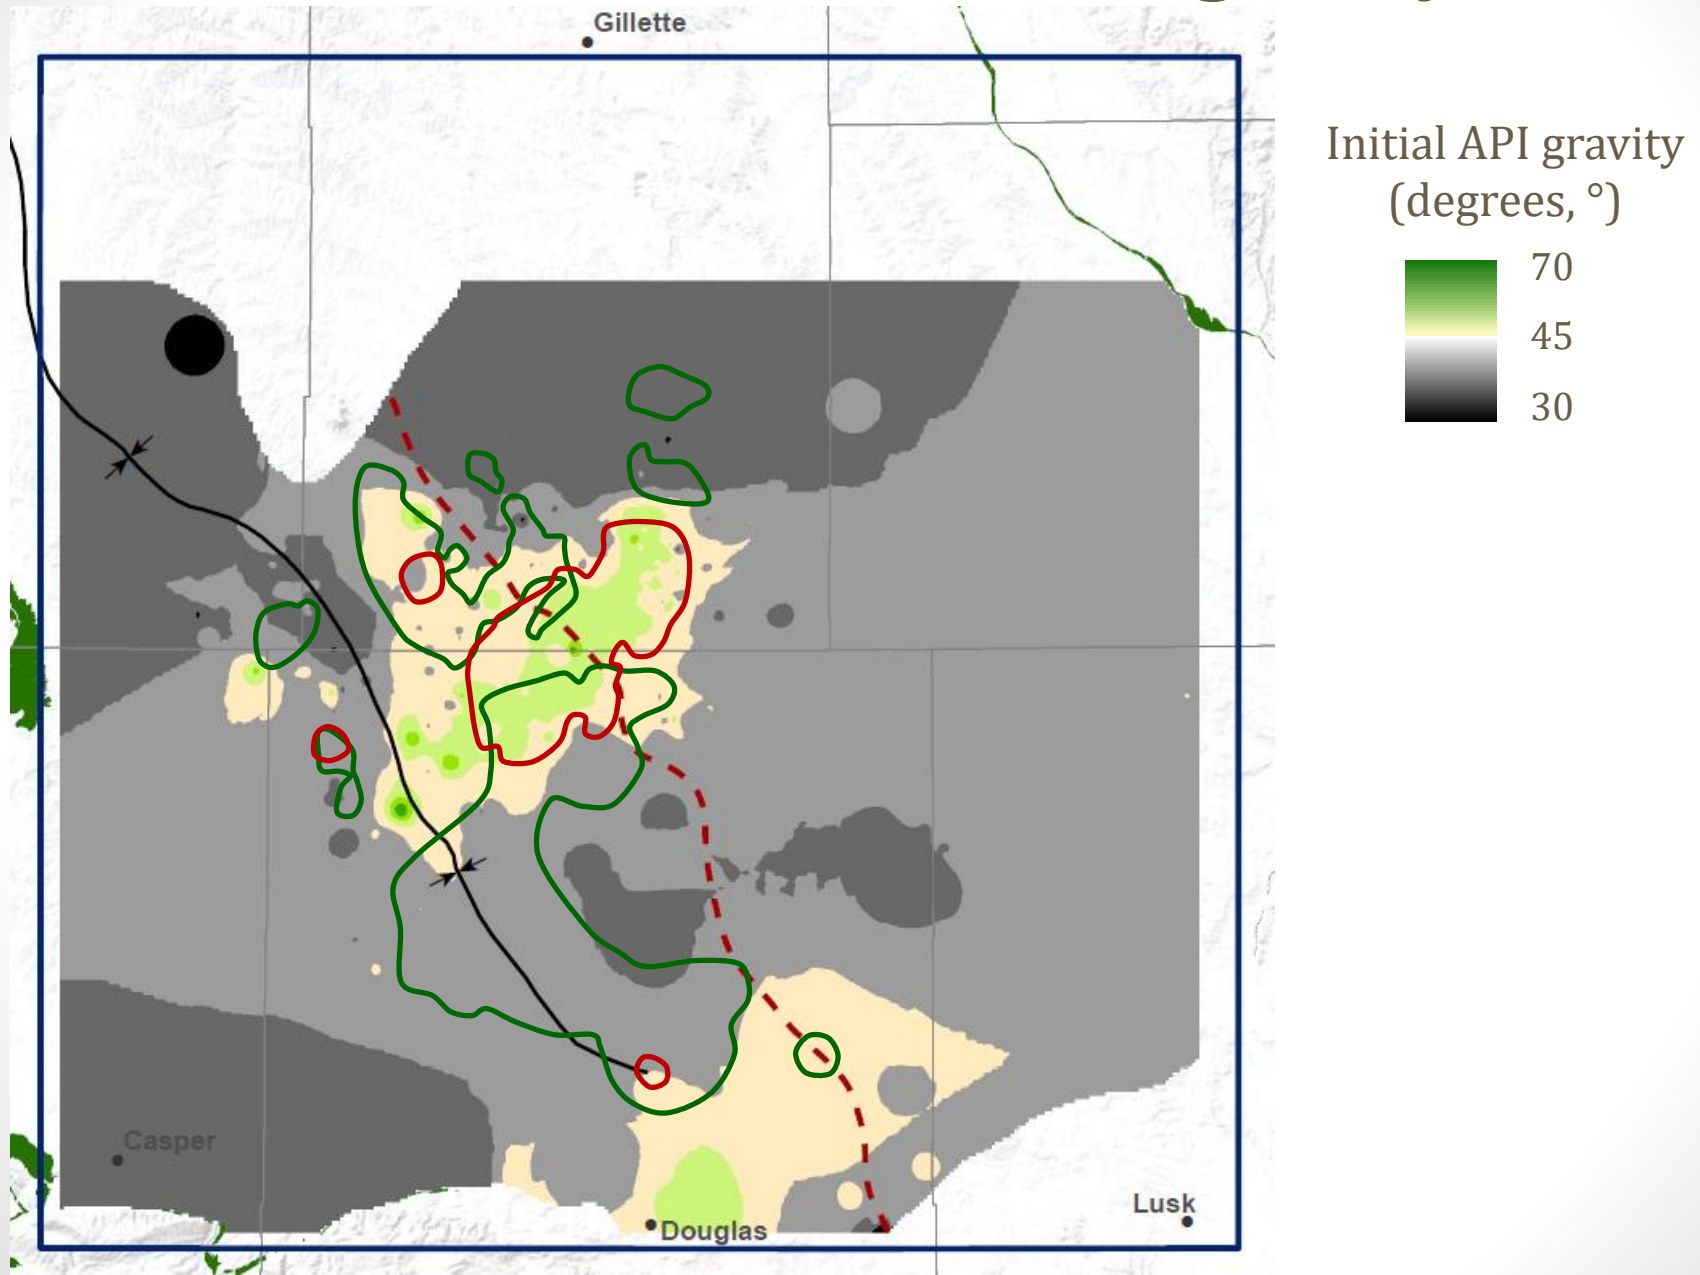 Gillette
Initial API gravity
(degrees, °)
70
45
30
Casper
Lusk
Douglas